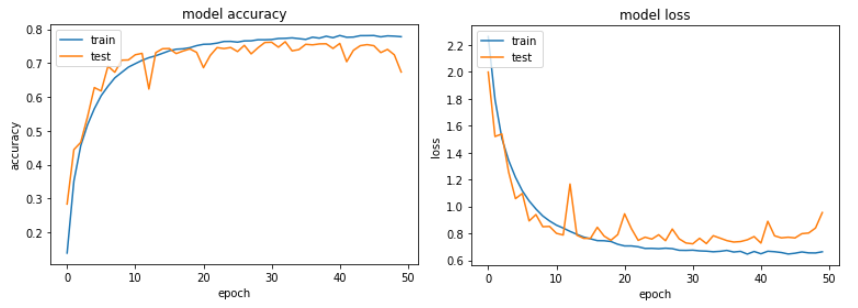 model accuracy
train
test
0.8
0.7
0.6
0.5
0.4
0.3
0.2
accuracy
0 10 20 30 40 50
epoch
model loss
train
test
2.2
2.0
1.8
1.6
1.4
1.2
1.0
0.8
0.6
loss
0 10 20 30 40 50
epoch